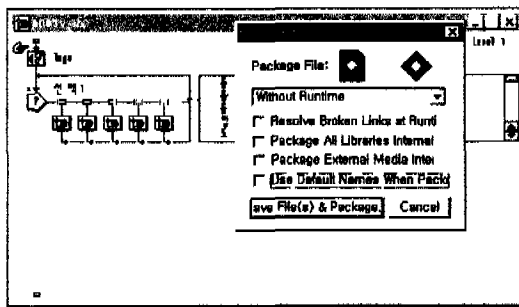 Level 1
Package File:
Without Runtime
Resolve Broken Links at Runti
Package All Libraries Internal
Package External Media Inter
Use Default Names When Pack
ave File(s) & Package
Cancel